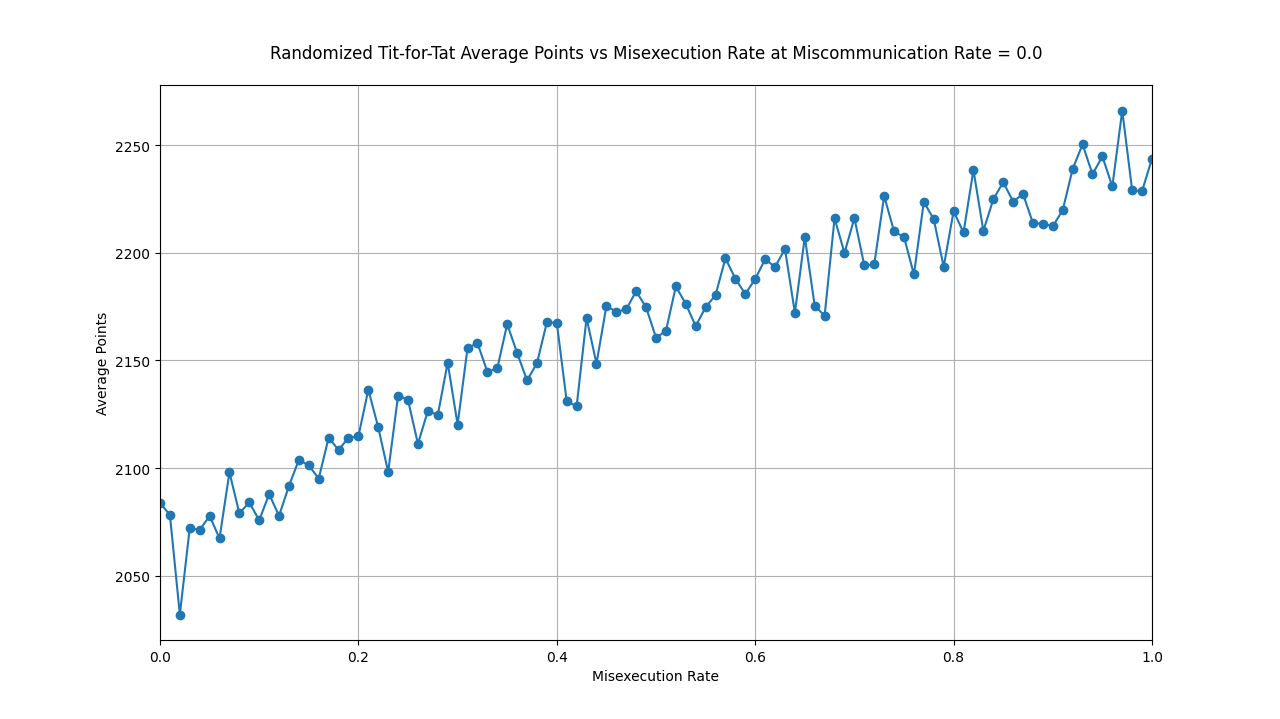 Randomized Tit-for-Tat Average Points vs Misexecution Rate at Miscommunication Rate = 0.0
2250
2200
2150
2100
2050
Average Points
0.0 0.2 0.4 0.6 0.8 1.0
Misexecution Rate